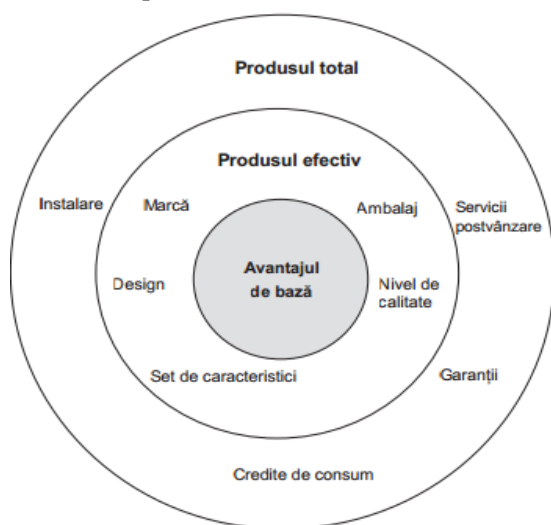 Produsul total
Produsul efectiv
Instalare
Marcă
Ambalaj
Servicii
postvânzare
Avantajul
de bază
Design
Nivel de
calitate
Set de caracteristici
Garanții
Credite de consum